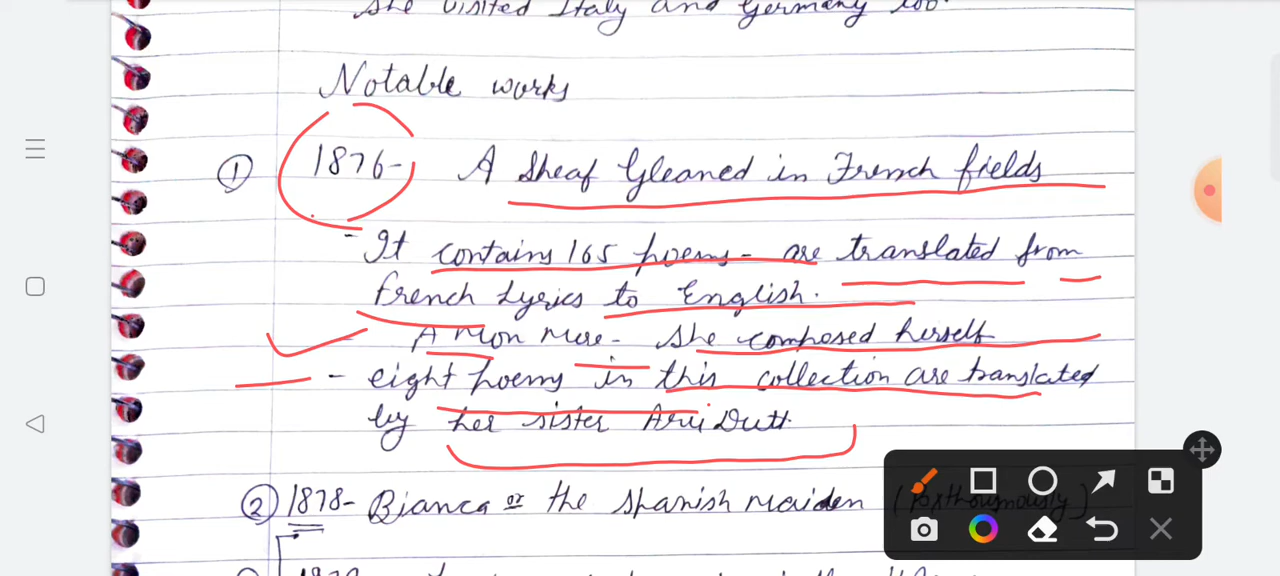 she visited Italy and Germany too.
Notable works
① 1876- A Sheaf Gleaned in French fields
- It contains 165 poems - are translated from
French Lyrics to English.
A Mon Mere - She composed herself
- eight poems in this collection are translated
by her sister Aru Dutt.
② 1878- Bianca or the Spanish Maiden (Posthumously)